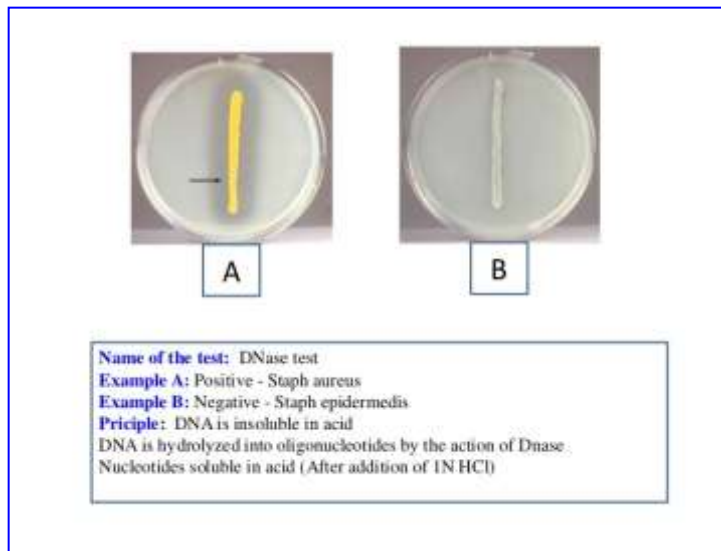 A
B
Name of the test: DNase test
Example A: Positive - Staph aureus
Example B: Negative - Staph epidermedis
Priciple: DNA is insoluble in acid
DNA is hydrolyzed into oligonucleotides by the action of Dnase
Nucleotides soluble in acid (After addition of 1N HCl)